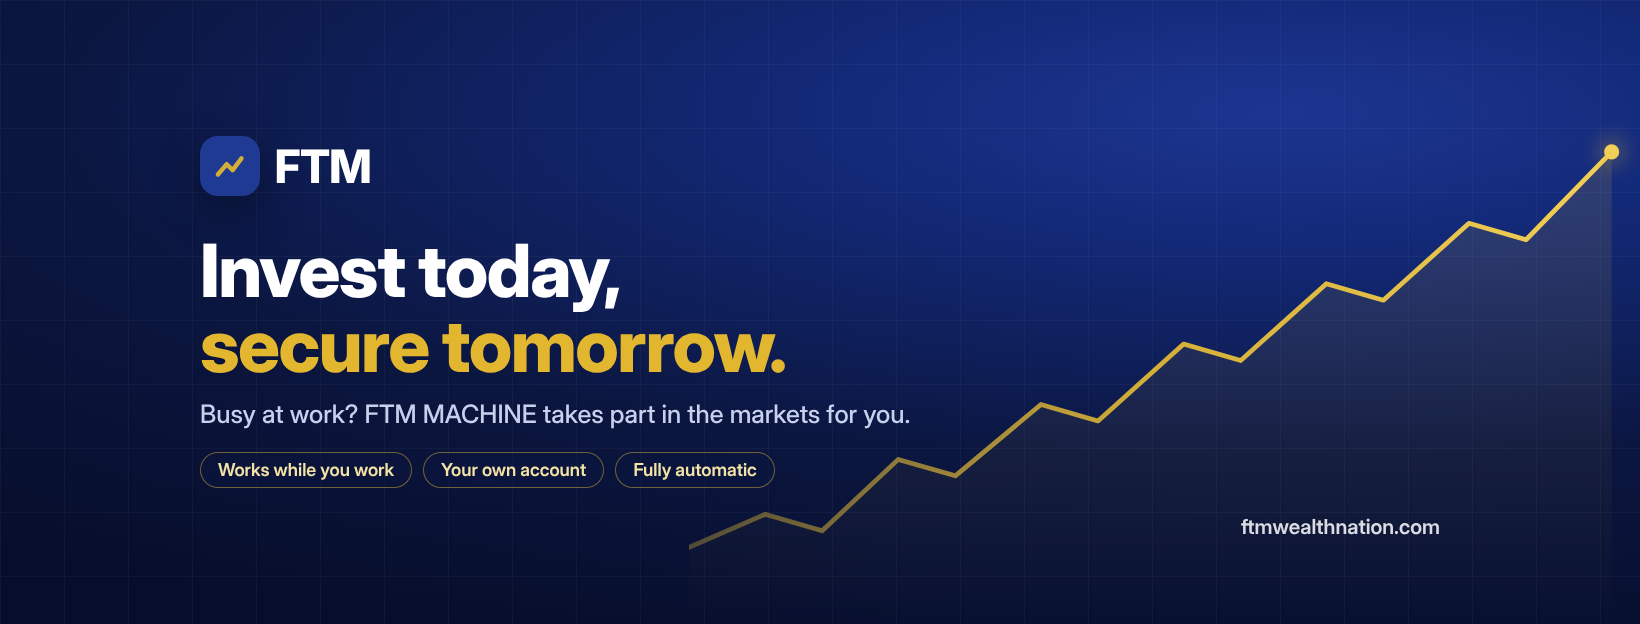 FTM
Invest today,
secure tomorrow.
Busy at work? FTM MACHINE takes part in the markets for you.
Works while you work
Your own account
Fully automatic
ftmwealthnation.com